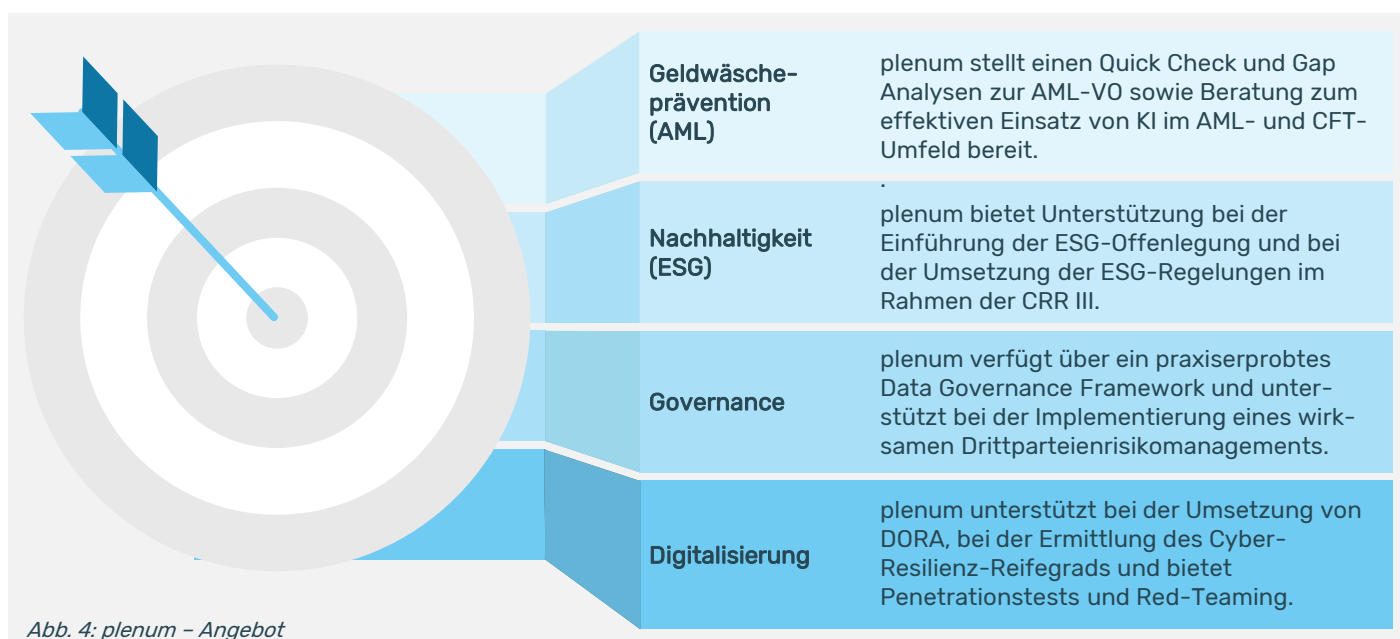 Geldwäsche-
prävention
(AML)
plenum stellt einen Quick Check und Gap
Analysen zur AML-VO sowie Beratung zum
effektiven Einsatz von KI im AML- und CFT-
Umfeld bereit.
.
Nachhaltigkeit
(ESG)
plenum bietet Unterstützung bei der
Einführung der ESG-Offenlegung und bei
der Umsetzung der ESG-Regelungen im
Rahmen der CRR III.
Governance
plenum verfügt über ein praxiserprobtes
Data Governance Framework und unter-
stützt bei der Implementierung eines wirk-
samen Drittparteienrisikomanagements.
Digitalisierung
plenum unterstützt bei der Umsetzung von
DORA, bei der Ermittlung des Cyber-
Resilienz-Reifegrads und bietet
Penetrationstests und Red-Teaming.
Abb. 4: plenum – Angebot